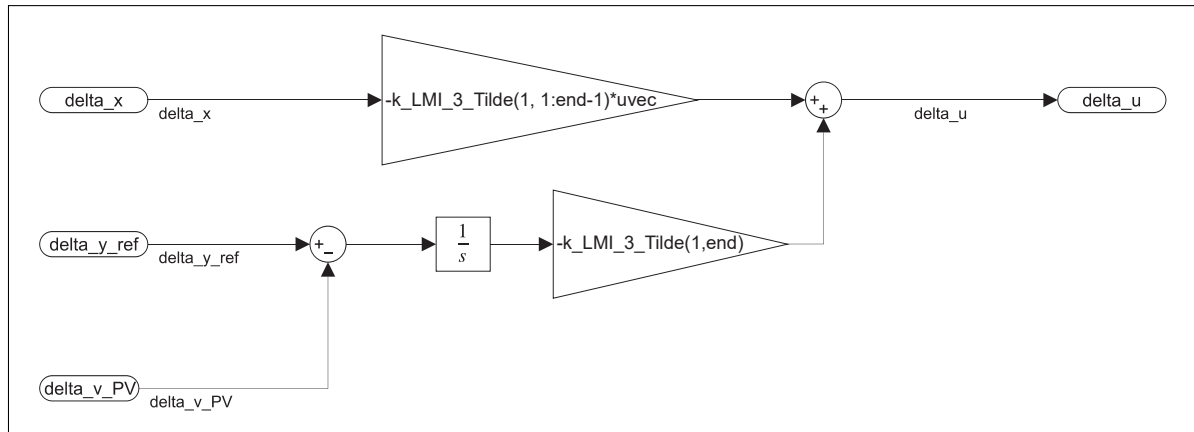 delta_x
delta_x
-k_LMI_3_Tilde(1, 1:end-1)*uvec
+
+
delta_u
delta_u
delta_y_ref
delta_y_ref
+
−
1
s
-k_LMI_3_Tilde(1,end)
delta_v_PV
delta_v_PV